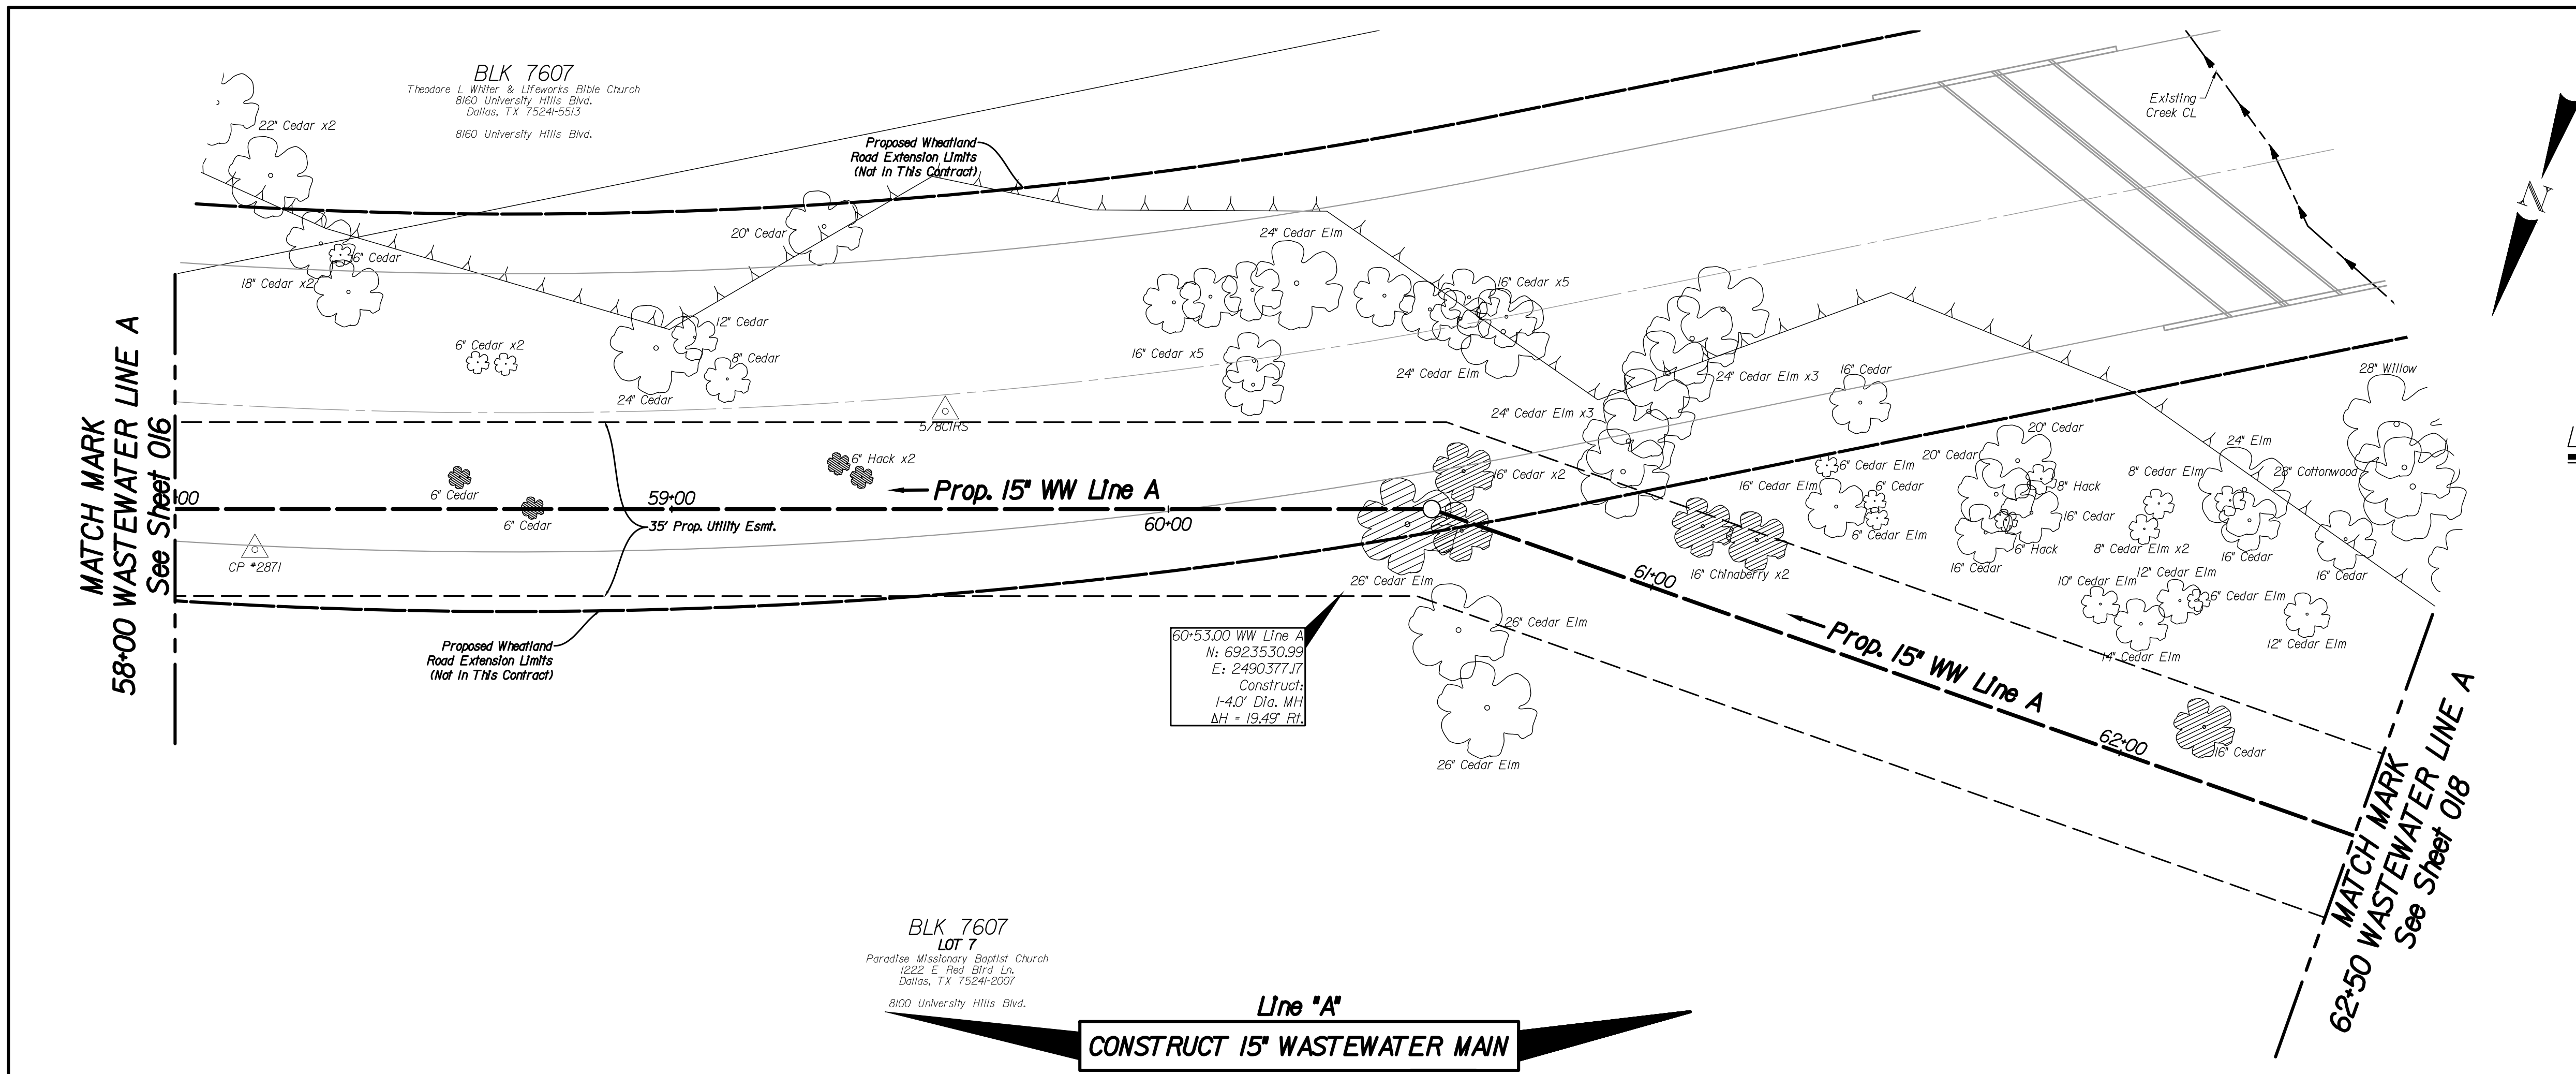 BLK 7607
Theodore L Whiter & Lifeworks Bible Church
8160 University Hills Blvd.
Dallas, TX 75241-5513
8160 University Hills Blvd.
22" Cedar x2
Proposed Wheatland
Road Extension Limits
(Not In This Contract)
Existing
Creek CL
N
20" Cedar
24" Cedar Elm
6" Cedar
18" Cedar x2
16" Cedar x5
12" Cedar
6" Cedar x2
8" Cedar
16" Cedar x5
24" Cedar Elm
24" Cedar Elm x3
16" Cedar
28" Willow
24" Cedar
24" Cedar Elm x3
5/8CIRS
MATCH MARK
58+00 WASTEWATER LINE A
See Sheet 016
20" Cedar
24" Elm
20" Cedar
6" Hack x2
6" Cedar Elm
8" Cedar Elm
28" Cottonwood
16" Cedar x2
16" Cedar Elm
6" Cedar
8" Hack
:00
6" Cedar
59+00
Prop. 15" WW Line A
60+00
16" Cedar
6" Cedar
35' Prop. Utility Esmt.
6" Cedar Elm
6" Hack
8" Cedar Elm x2
16" Cedar
CP #2871
16" Cedar
16" Cedar
26" Cedar Elm
61+00
16" Chinaberry x2
10" Cedar Elm
12" Cedar Elm
6" Cedar Elm
26" Cedar Elm
12" Cedar Elm
14" Cedar Elm
Proposed Wheatland
Road Extension Limits
(Not In This Contract)
60+53.00 WW Line A
N: 6923530.99
E: 2490377.17
Construct:
1-4.0' Dia. MH
ΔH = 19.49° Rt.
Prop. 15" WW Line A
26" Cedar Elm
62+00
16" Cedar
MATCH MARK
62+50 WASTEWATER LINE A
See Sheet 018
BLK 7607
LOT 7
Paradise Missionary Baptist Church
1222 E Red Bird Ln.
Dallas, TX 75241-2007
8100 University Hills Blvd.
Line "A"
CONSTRUCT 15" WASTEWATER MAIN